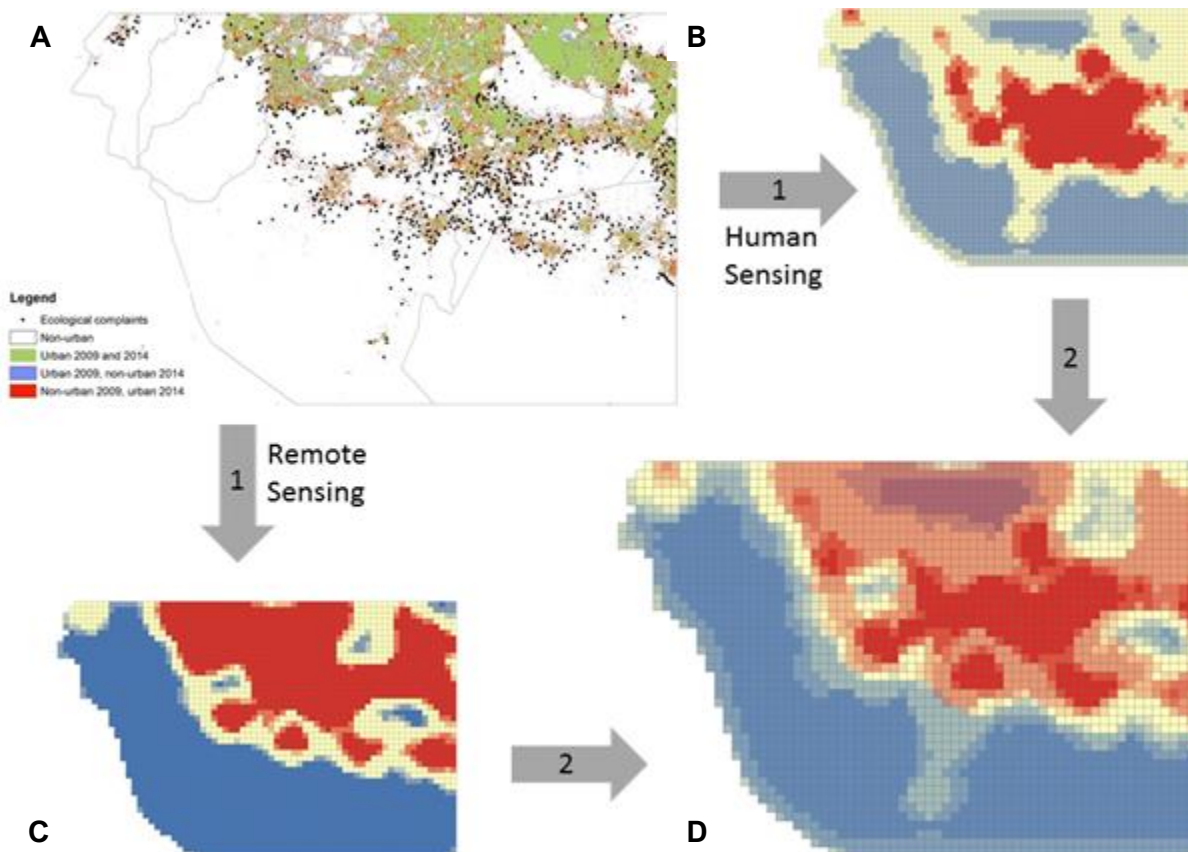 A
B
1
Human
Sensing
Legend
Ecological complaints
Non-urban
Urban 2009 and 2014
Urban 2009, non-urban 2014
Non-urban 2009, urban 2014
2
1
Remote
Sensing
2
C
D